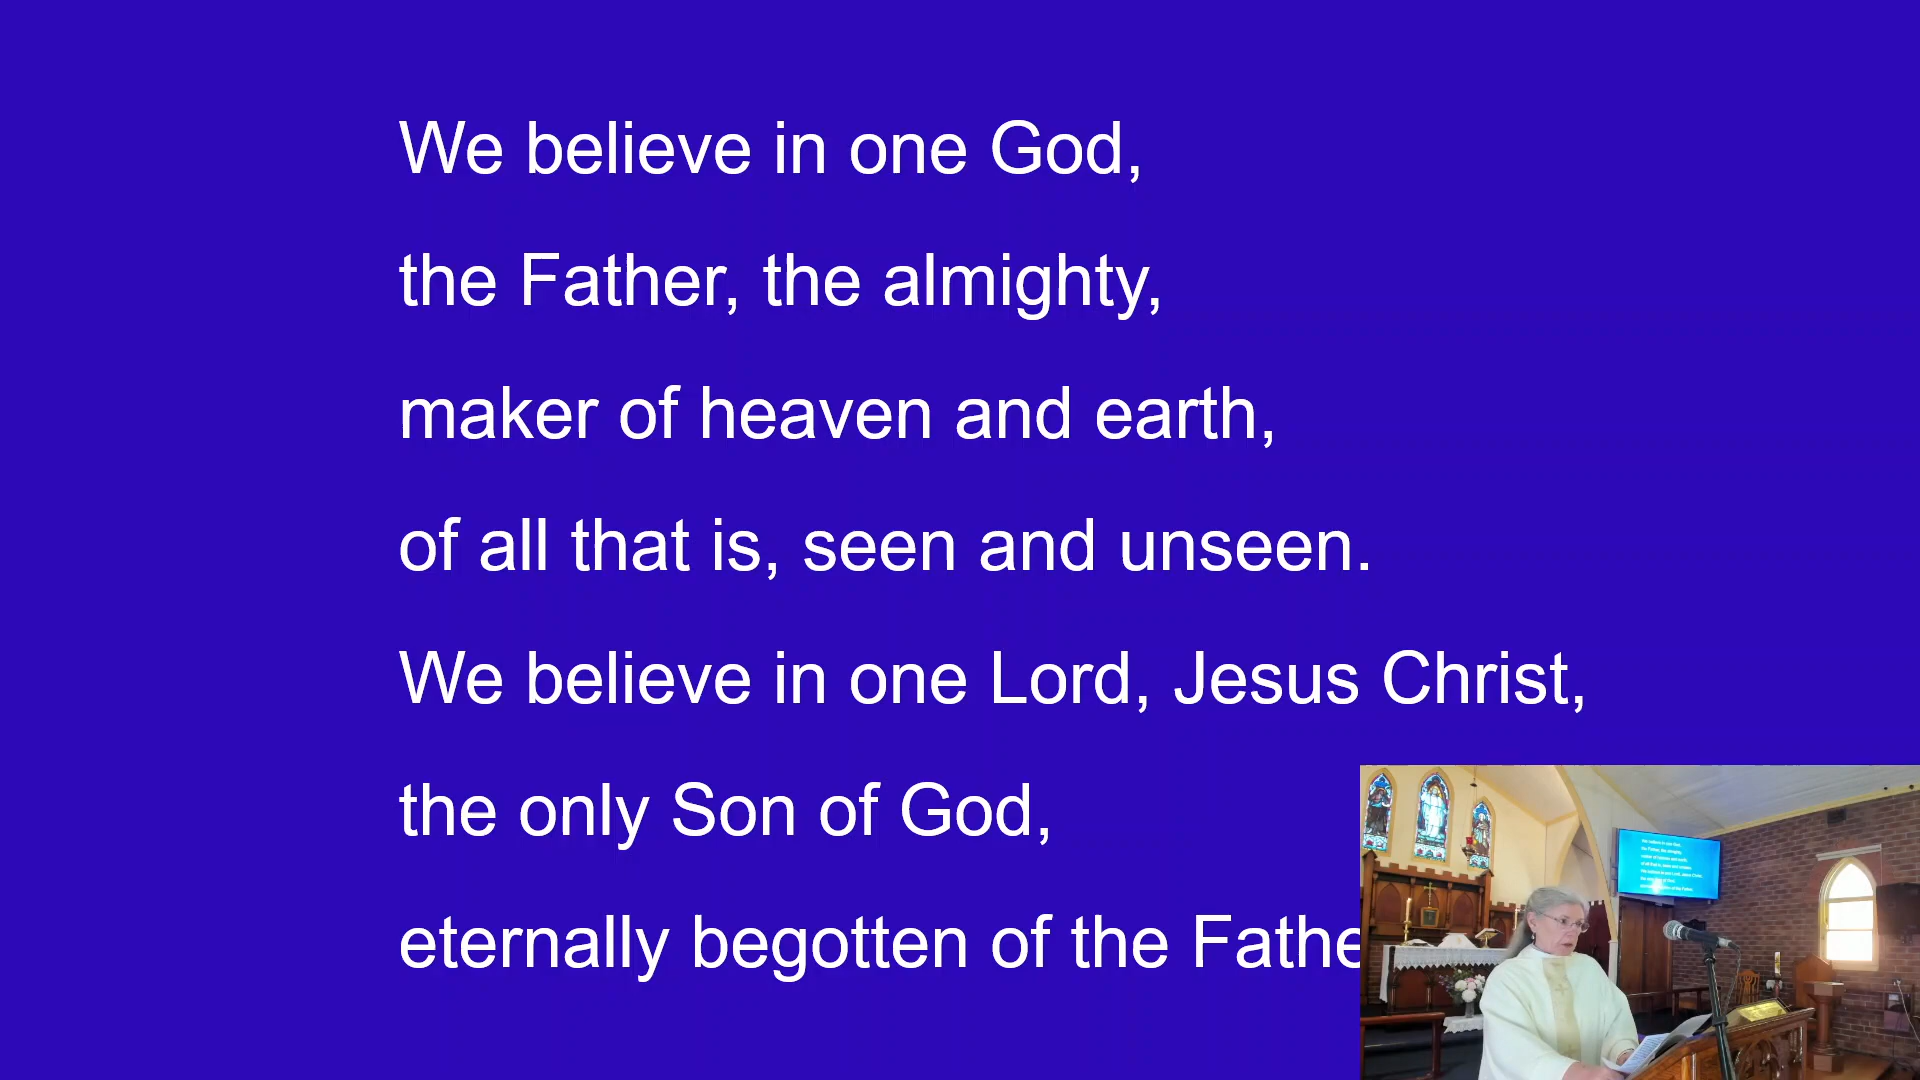 We believe in one God,
the Father, the almighty,
maker of heaven and earth,
of all that is, seen and unseen.
We believe in one Lord, Jesus Christ,
the only Son of God,
eternally begotten of the Fathe